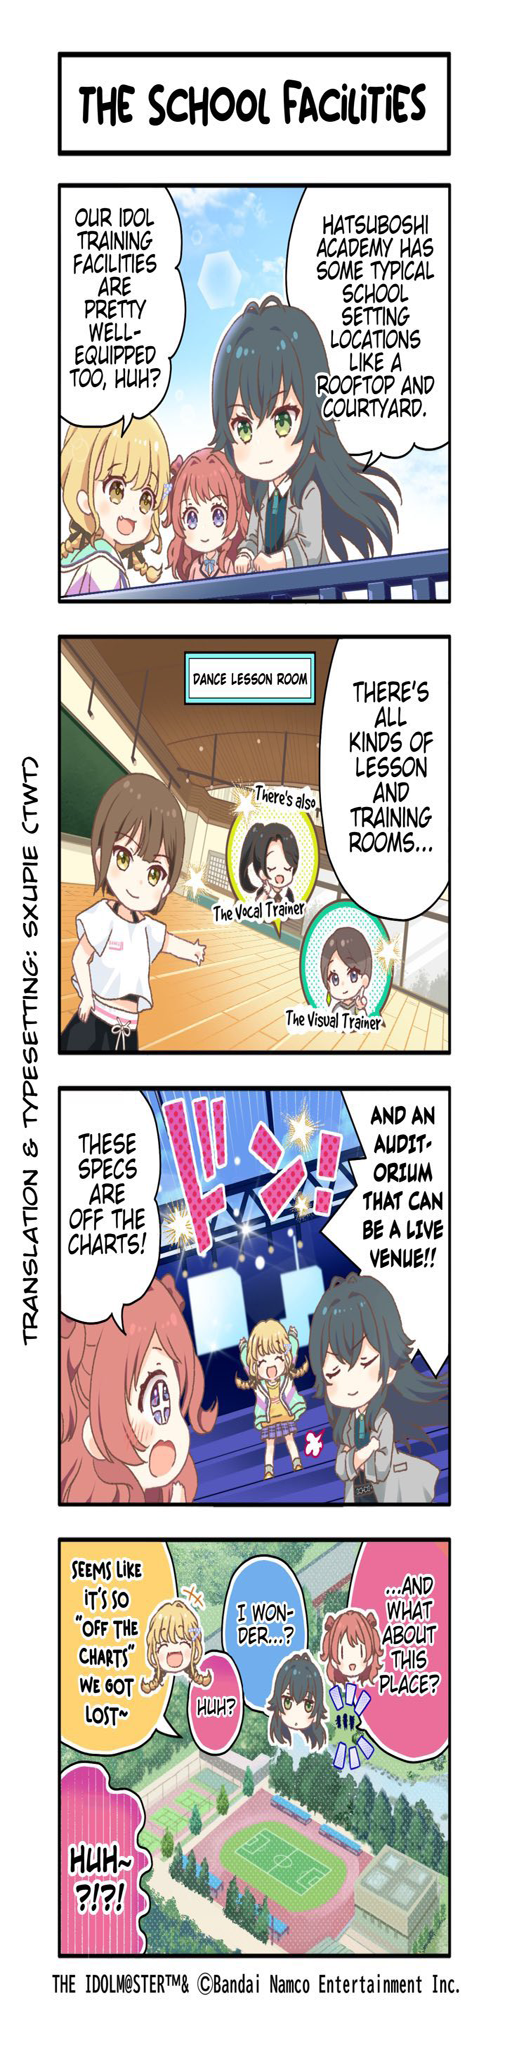 THE SCHOOL FACILITIES
HATSUBOSHI
ACADEMY HAS
SOME TYPICAL
SCHOOL
SETTING
LOCATIONS
LIKE A
ROOFTOP AND
COURTYARD.
OUR IDOL
TRAINING
FACILITIES
ARE
PRETTY
WELL-
EQUIPPED
TOO, HUH?
THERE'S
ALL
KINDS OF
LESSON
AND
TRAINING
ROOMS...
DANCE LESSON ROOM
There's also
The Vocal Trainer
The Visual Trainer
AND AN
AUDIT-
ORIUM
THAT CAN
BE A LIVE
VENUE!!
ドン!
THESE
SPECS
ARE
OFF THE
CHARTS!
...AND
WHAT
ABOUT
THIS
PLACE?
I WON-
DER...?
HUH?
SEEMS LIKE
IT'S SO
"OFF THE
CHARTS"
WE GOT
LOST~
HUH~
?!?!
TRANSLATION & TYPESETTING: SXUPIE (TWT)
THE IDOLM@STER™& ©Bandai Namco Entertainment Inc.